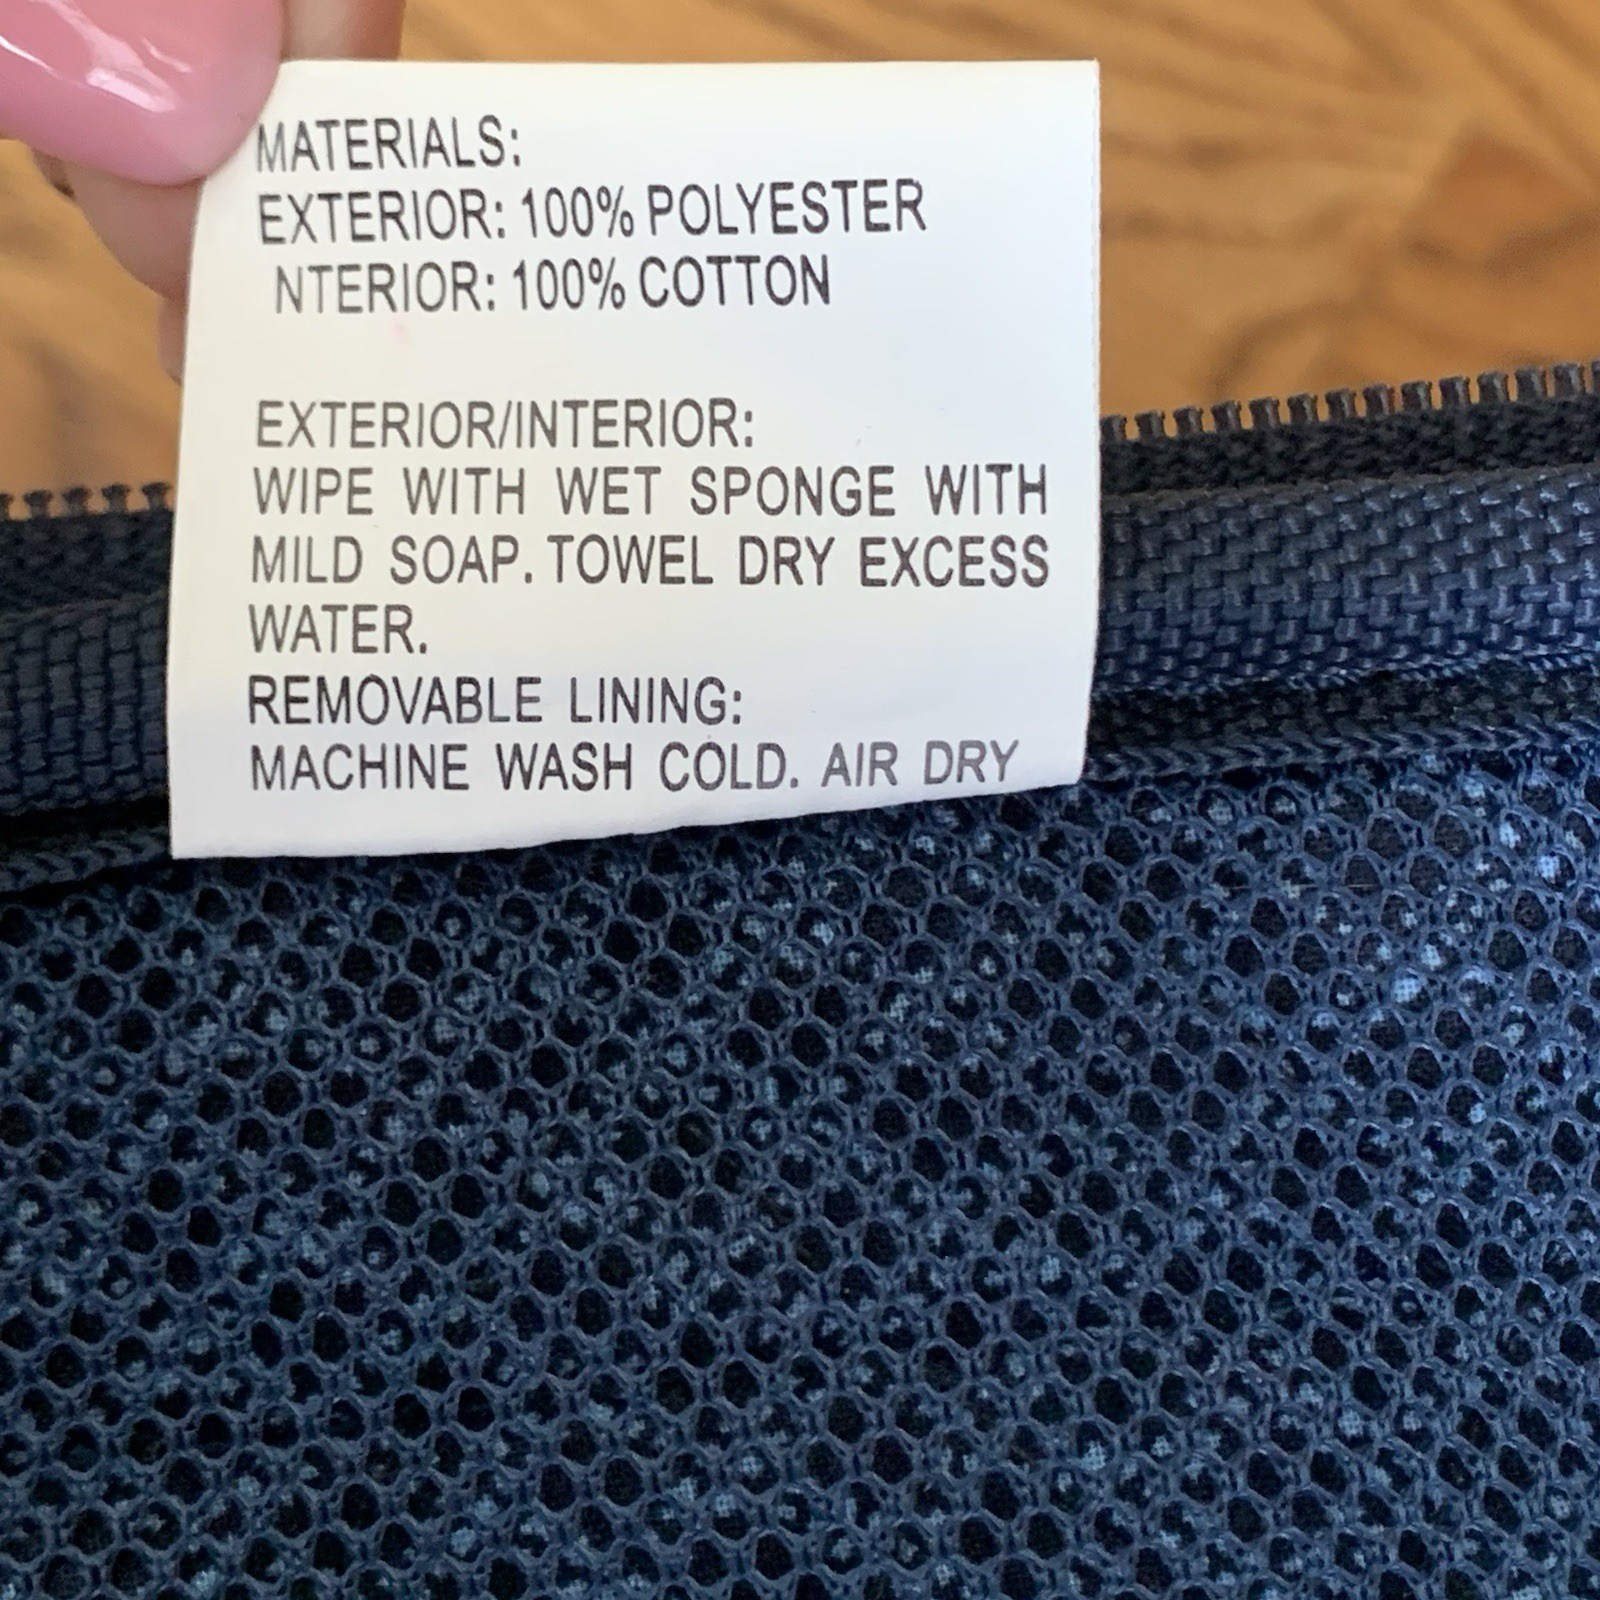 MATERIALS:
EXTERIOR: 100% POLYESTER
NTERIOR: 100% COTTON
EXTERIOR/INTERIOR:
WIPE WITH WET SPONGE WITH
MILD SOAP. TOWEL DRY EXCESS
WATER.
REMOVABLE LINING:
MACHINE WASH COLD. AIR DRY